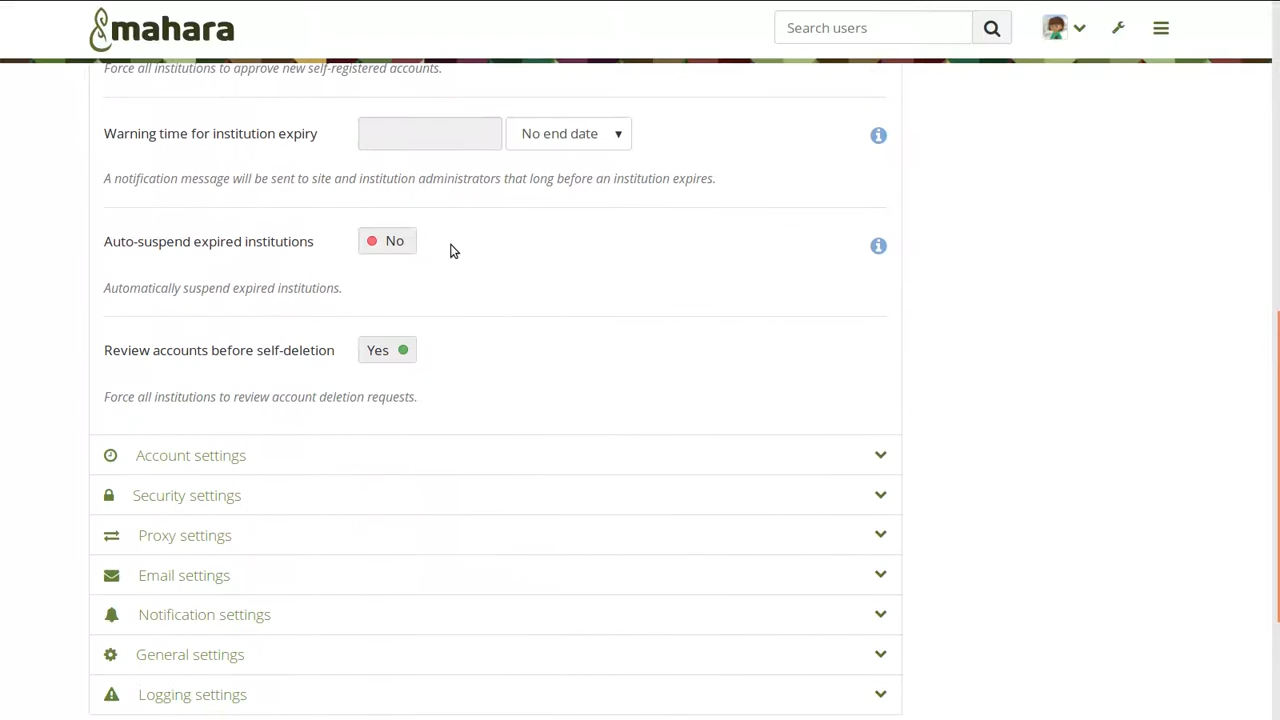 mahara
Search users
Force all institutions to approve new self-registered accounts.
Warning time for institution expiry
No end date
A notification message will be sent to site and institution administrators that long before an institution expires.
Auto-suspend expired institutions
No
Automatically suspend expired institutions.
Review accounts before self-deletion
Yes
Force all institutions to review account deletion requests.
Account settings
Security settings
Proxy settings
Email settings
Notification settings
General settings
Logging settings